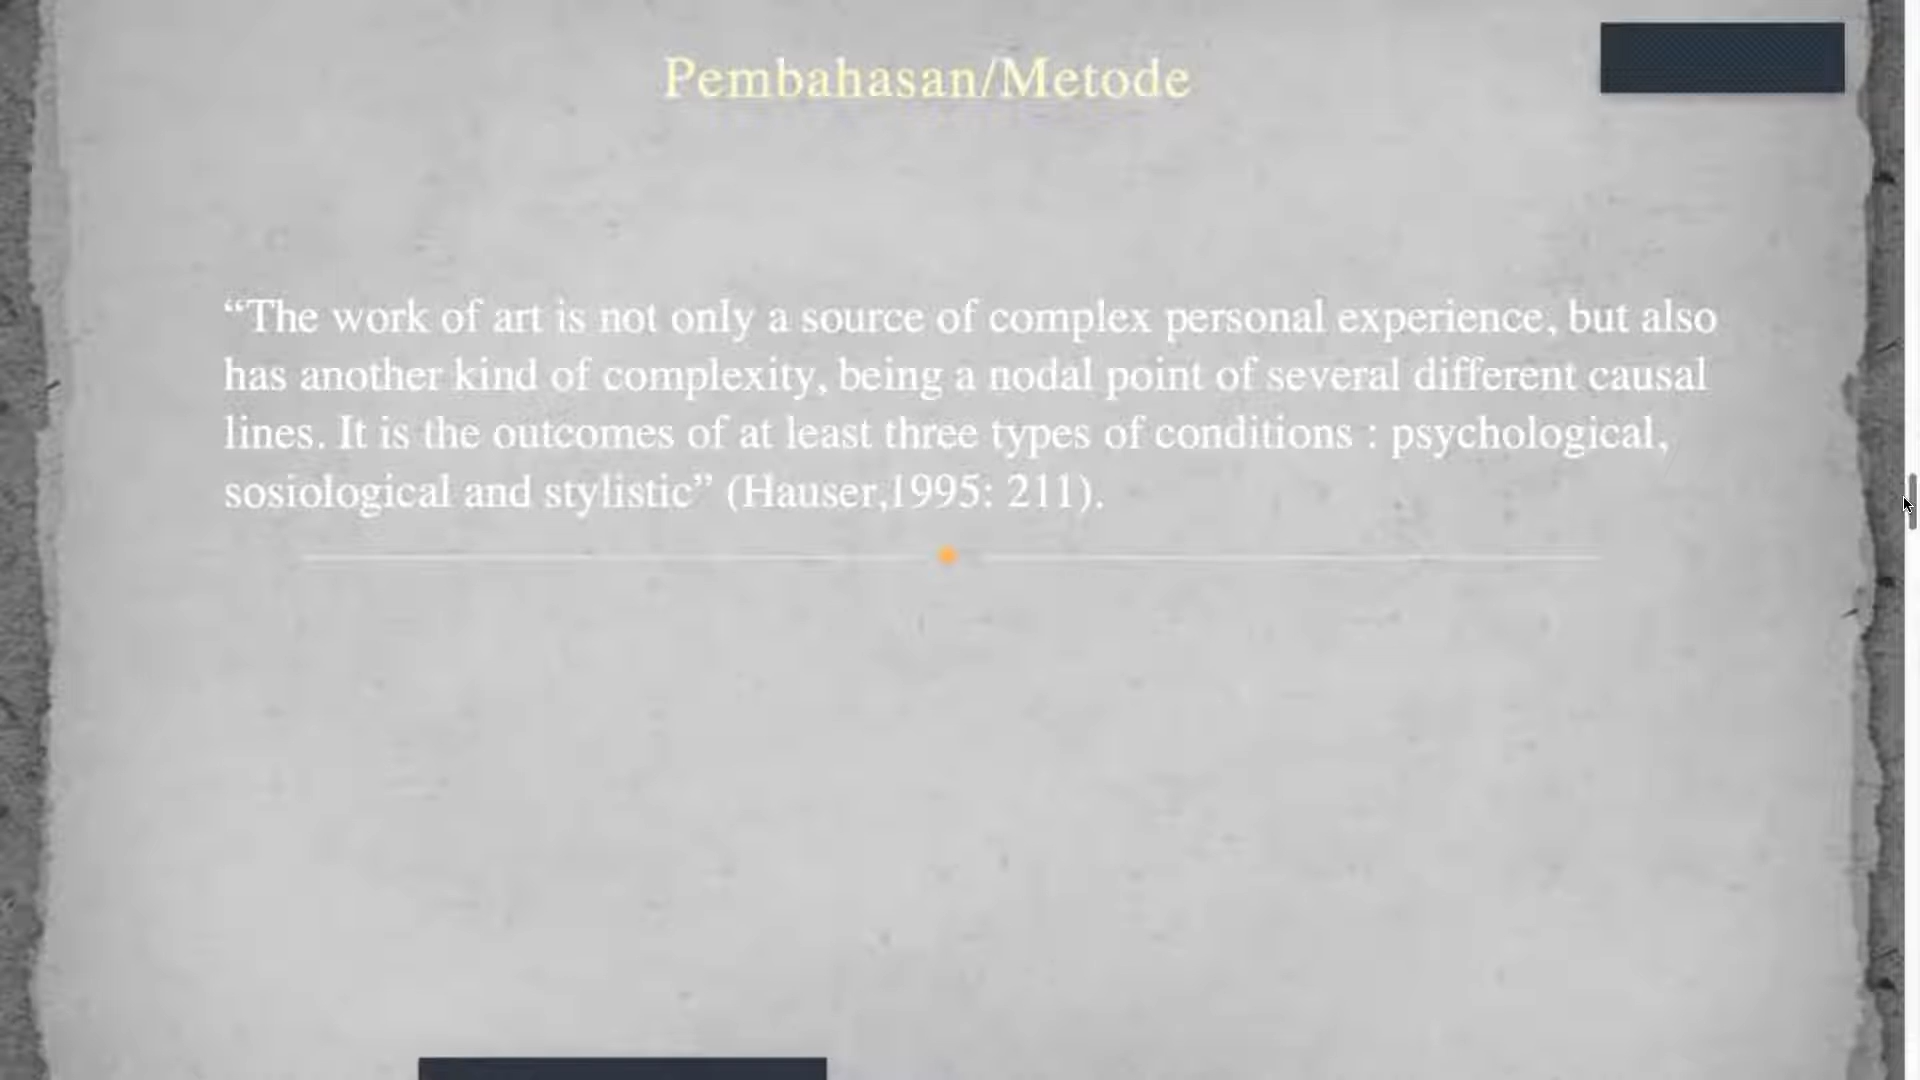 Pembahasan/Metode
“The work of art is not only a source of complex personal experience, but also
has another kind of complexity, being a nodal point of several different causal
lines. It is the outcomes of at least three types of conditions : psychological,
sosiological and stylistic” (Hauser,1995: 211).